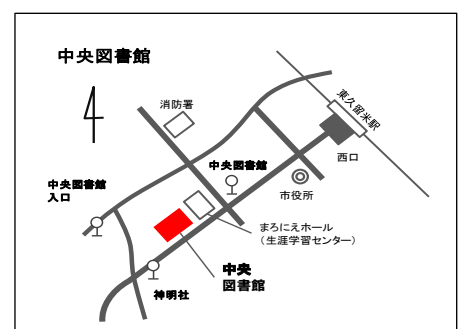 中央図書館
消防署
東久留米駅
西口
中央図書館
市役所
中央図書館
入口
まろにえホール
（生涯学習センター）
中央
図書館
神明社